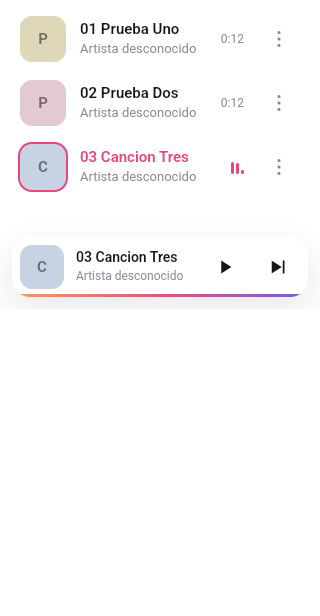 P
01 Prueba Uno
Artista desconocido
0:12
P
02 Prueba Dos
Artista desconocido
0:12
C
03 Cancion Tres
Artista desconocido
C
03 Cancion Tres
Artista desconocido